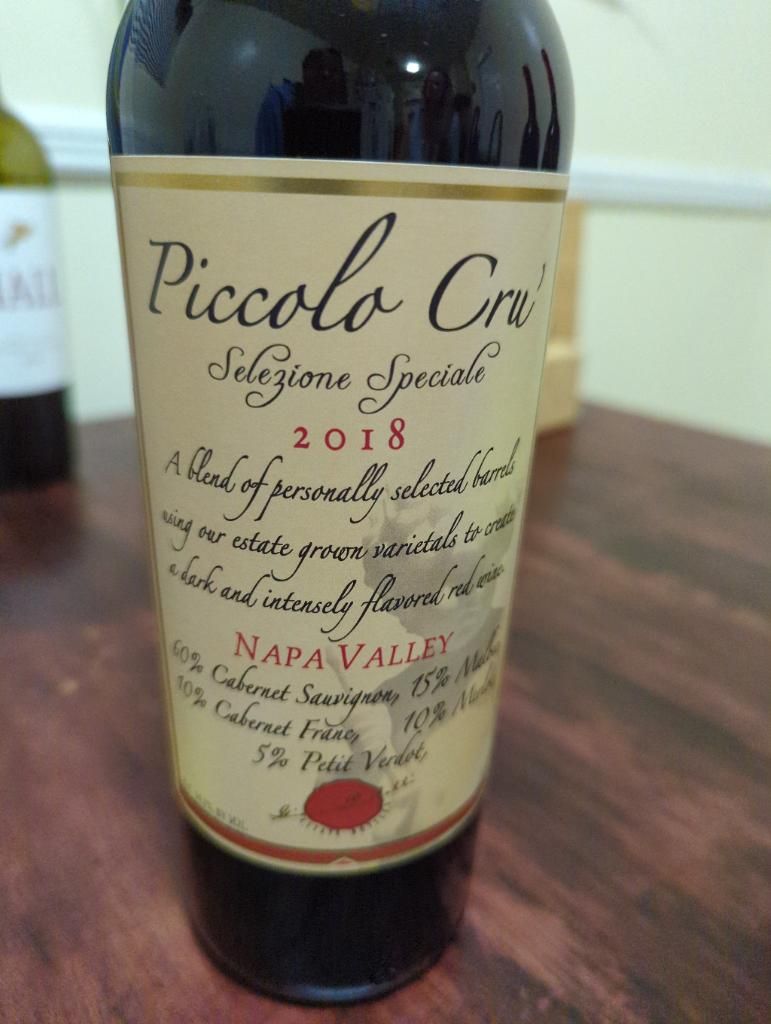 Piccolo Cru'
Selezione Speciale
2018
A blend of personally selected barrels
using our estate grown varietals to create
a dark and intensely flavored red wine.
NAPA VALLEY
60% Cabernet Sauvignon, 15% Malbec
10% Cabernet Franc, 10% Merlot
5% Petit Verdot,